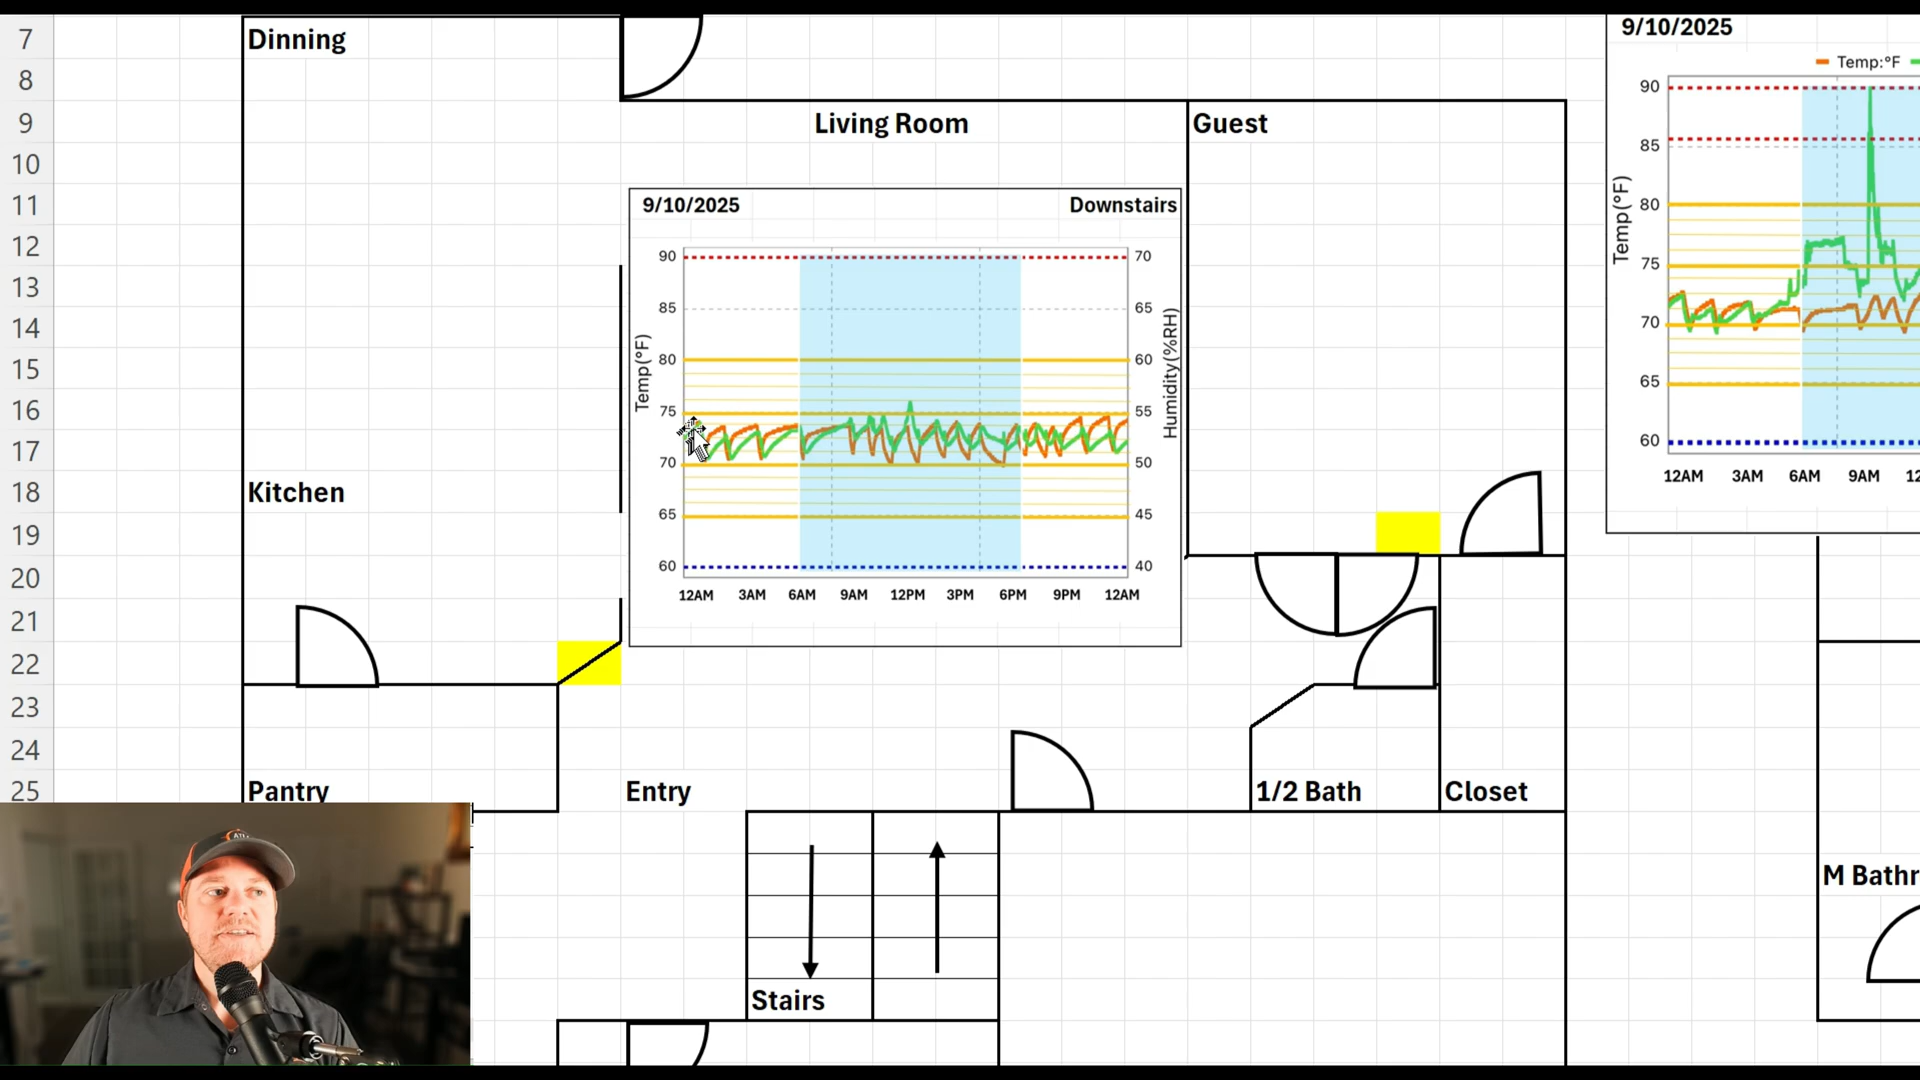 7
Dinning
8
9
Living Room
Guest
10
11
12
13
14
15
16
17
18
Kitchen
19
20
21
22
23
24
25
Pantry
Entry
1/2 Bath
Closet
Stairs
M Bathr
9/10/2025
Downstairs
90
85
80
75
70
65
60
Temp(°F)
70
65
60
55
50
45
40
Humidity(%RH)
12AM 3AM 6AM 9AM 12PM 3PM 6PM 9PM 12AM
9/10/2025
Temp:°F
90
85
80
75
70
65
60
Temp(°F)
12AM 3AM 6AM 9AM 12